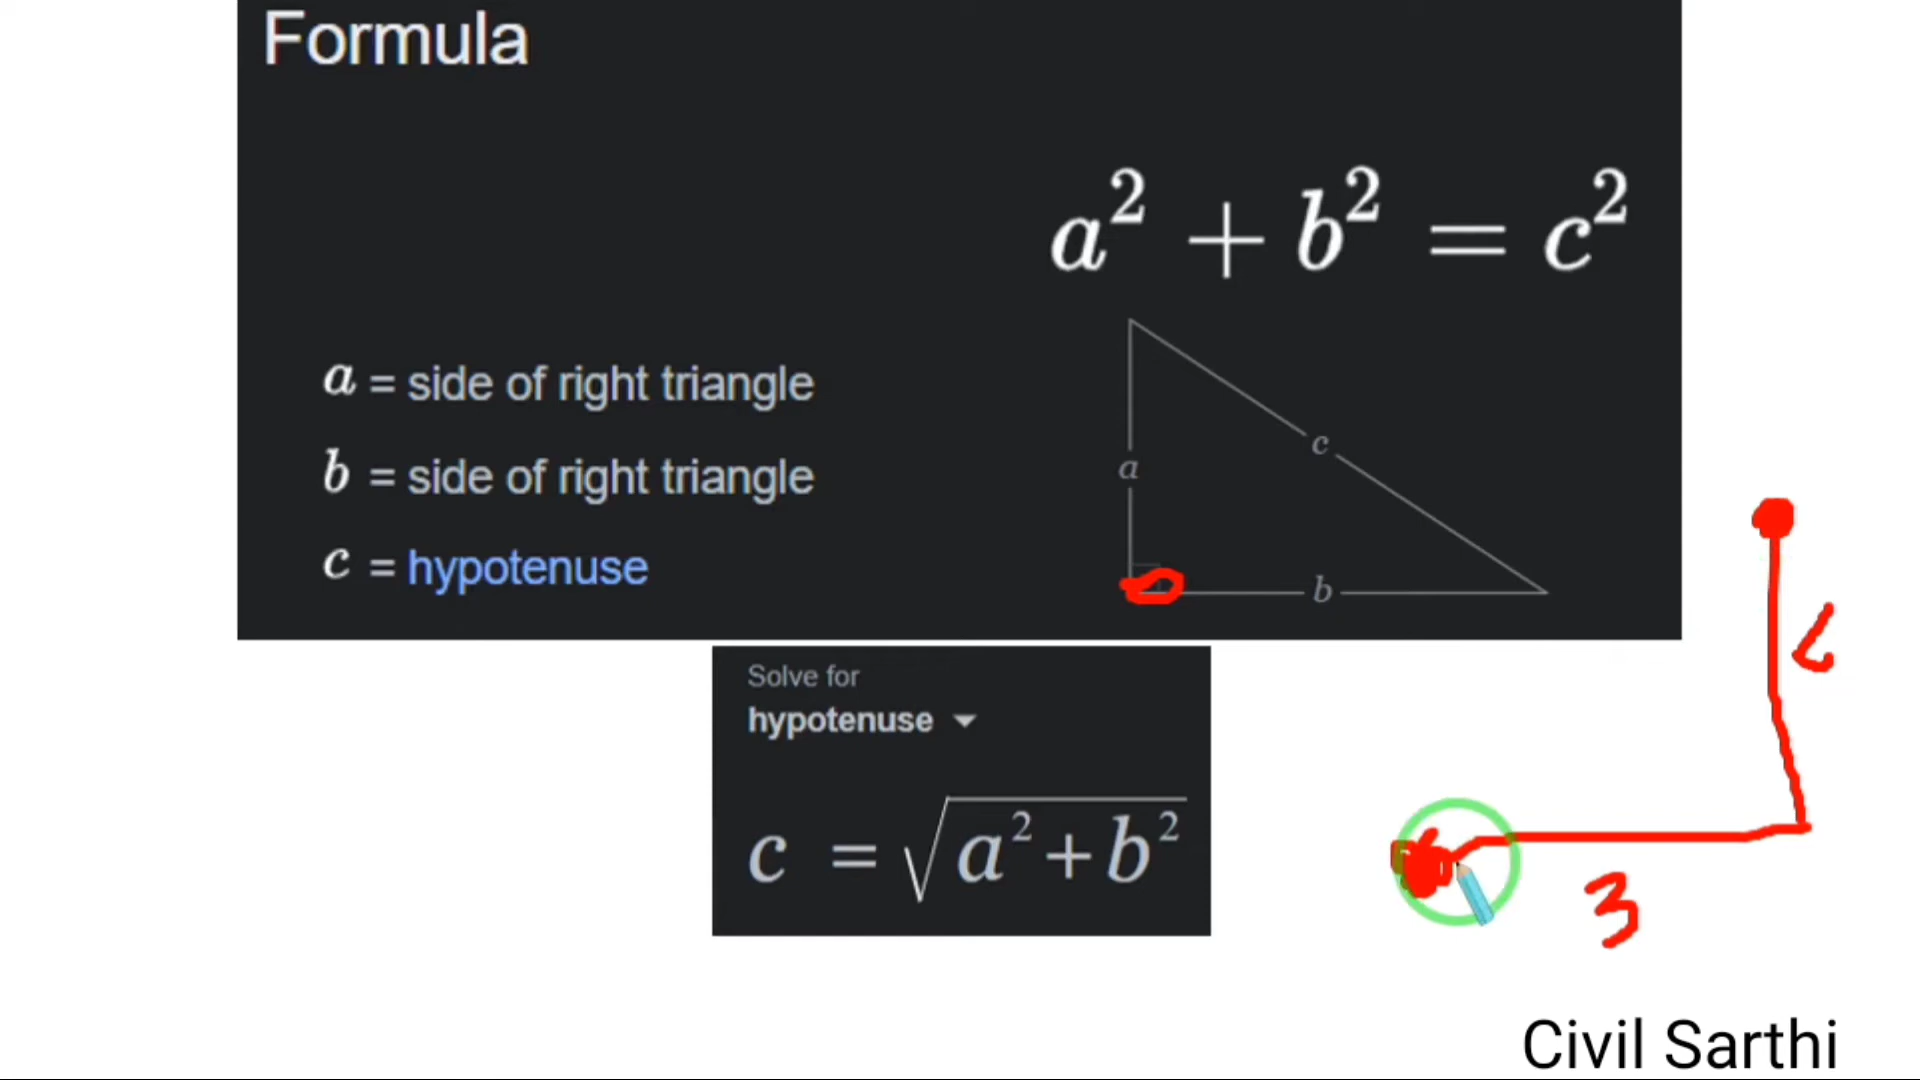 Formula
a² + b² = c²
a = side of right triangle
b = side of right triangle
c = hypotenuse
c
a
b
Solve for
hypotenuse
c = √a²+b²
3
Civil Sarthi